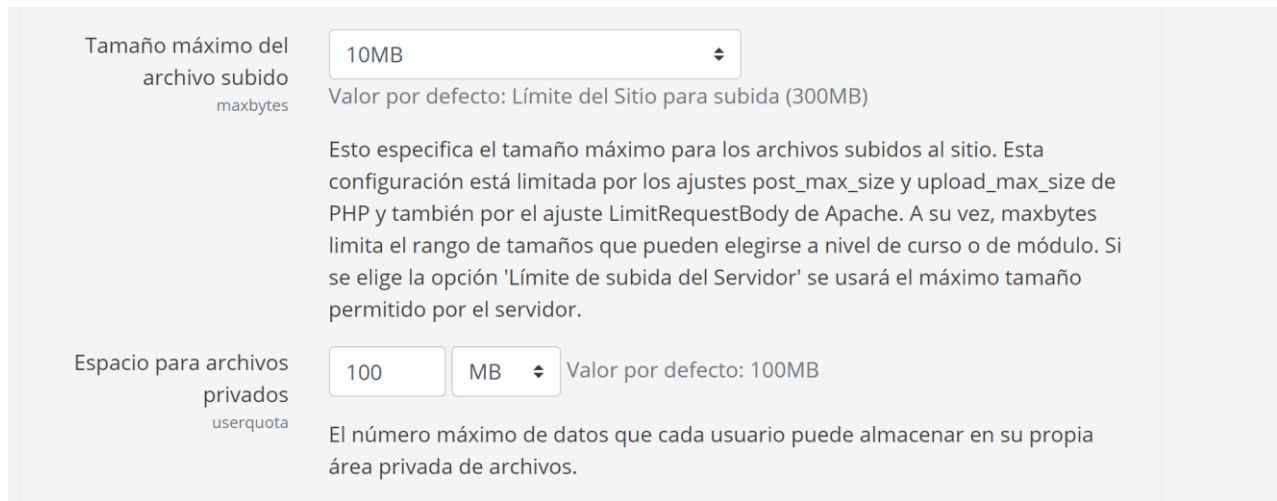 Tamaño máximo del
archivo subido
maxbytes
10MB
Valor por defecto: Límite del Sitio para subida (300MB)
Esto especifica el tamaño máximo para los archivos subidos al sitio. Esta
configuración está limitada por los ajustes post_max_size y upload_max_size de
PHP y también por el ajuste LimitRequestBody de Apache. A su vez, maxbytes
limita el rango de tamaños que pueden elegirse a nivel de curso o de módulo. Si
se elige la opción 'Límite de subida del Servidor' se usará el máximo tamaño
permitido por el servidor.
Espacio para archivos
privados
userquota
100 MB Valor por defecto: 100MB
El número máximo de datos que cada usuario puede almacenar en su propia
área privada de archivos.